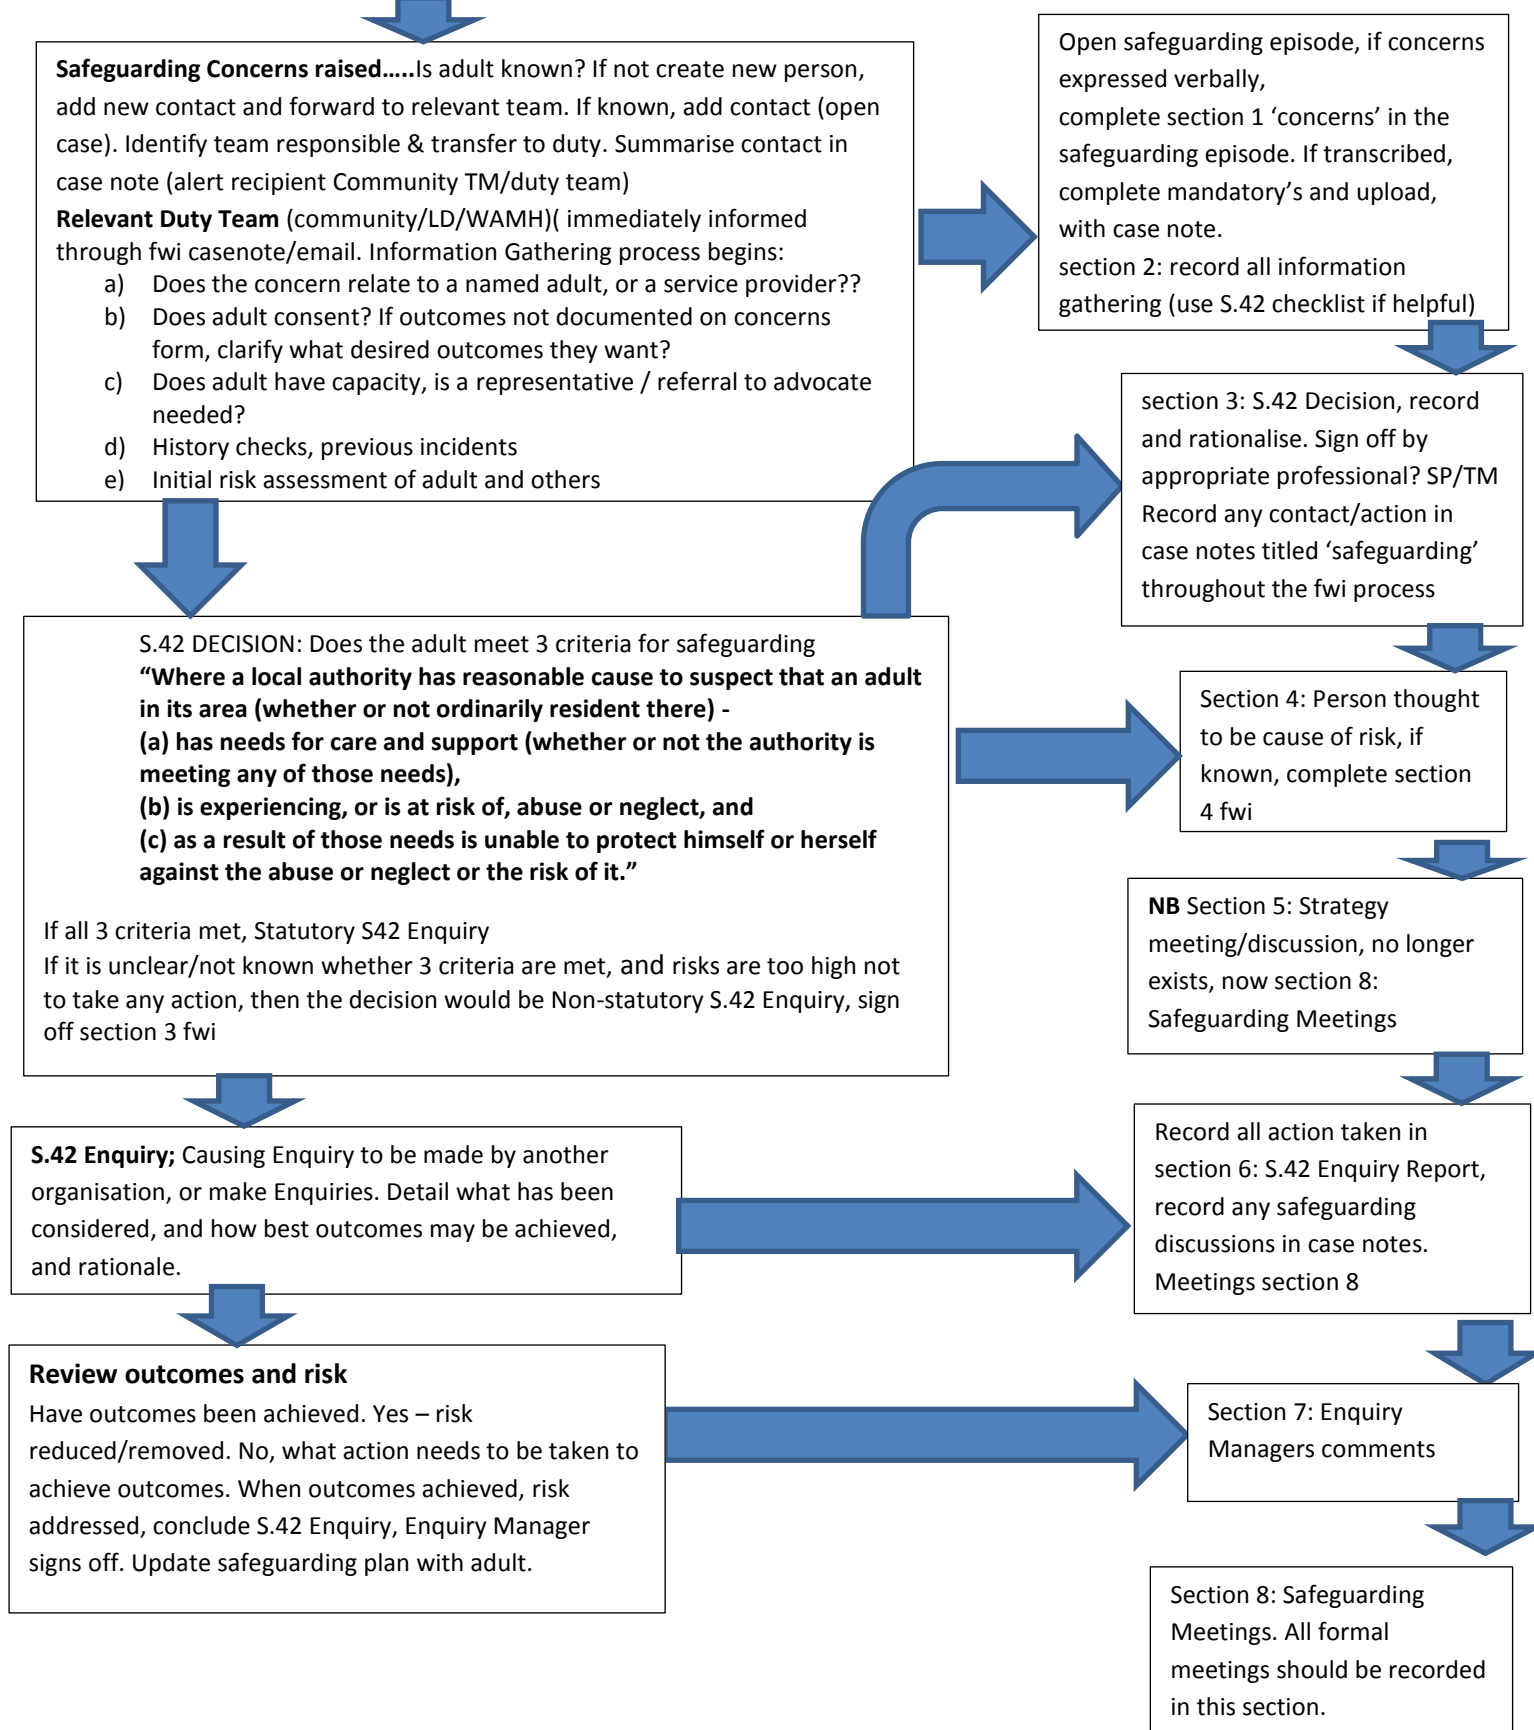 Safeguarding Concerns raised…..Is adult known? If not create new person,
add new contact and forward to relevant team. If known, add contact (open
case). Identify team responsible & transfer to duty. Summarise contact in
case note (alert recipient Community TM/duty team)
Relevant Duty Team (community/LD/WAMH)( immediately informed
through fwi casenote/email. Information Gathering process begins:
a) Does the concern relate to a named adult, or a service provider??
b) Does adult consent? If outcomes not documented on concerns
form, clarify what desired outcomes they want?
c) Does adult have capacity, is a representative / referral to advocate
needed?
d) History checks, previous incidents
e) Initial risk assessment of adult and others
Open safeguarding episode, if concerns
expressed verbally,
complete section 1 ‘concerns’ in the
safeguarding episode. If transcribed,
complete mandatory’s and upload,
with case note.
section 2: record all information
gathering (use S.42 checklist if helpful)
section 3: S.42 Decision, record
and rationalise. Sign off by
appropriate professional? SP/TM
Record any contact/action in
case notes titled ‘safeguarding’
throughout the fwi process
S.42 DECISION: Does the adult meet 3 criteria for safeguarding
“Where a local authority has reasonable cause to suspect that an adult
in its area (whether or not ordinarily resident there) -
(a) has needs for care and support (whether or not the authority is
meeting any of those needs),
(b) is experiencing, or is at risk of, abuse or neglect, and
(c) as a result of those needs is unable to protect himself or herself
against the abuse or neglect or the risk of it.”
If all 3 criteria met, Statutory S42 Enquiry
If it is unclear/not known whether 3 criteria are met, and risks are too high not
to take any action, then the decision would be Non-statutory S.42 Enquiry, sign
off section 3 fwi
Section 4: Person thought
to be cause of risk, if
known, complete section
4 fwi
NB Section 5: Strategy
meeting/discussion, no longer
exists, now section 8:
Safeguarding Meetings
S.42 Enquiry; Causing Enquiry to be made by another
organisation, or make Enquiries. Detail what has been
considered, and how best outcomes may be achieved,
and rationale.
Record all action taken in
section 6: S.42 Enquiry Report,
record any safeguarding
discussions in case notes.
Meetings section 8
Review outcomes and risk
Have outcomes been achieved. Yes – risk
reduced/removed. No, what action needs to be taken to
achieve outcomes. When outcomes achieved, risk
addressed, conclude S.42 Enquiry, Enquiry Manager
signs off. Update safeguarding plan with adult.
Section 7: Enquiry
Managers comments
Section 8: Safeguarding
Meetings. All formal
meetings should be recorded
in this section.